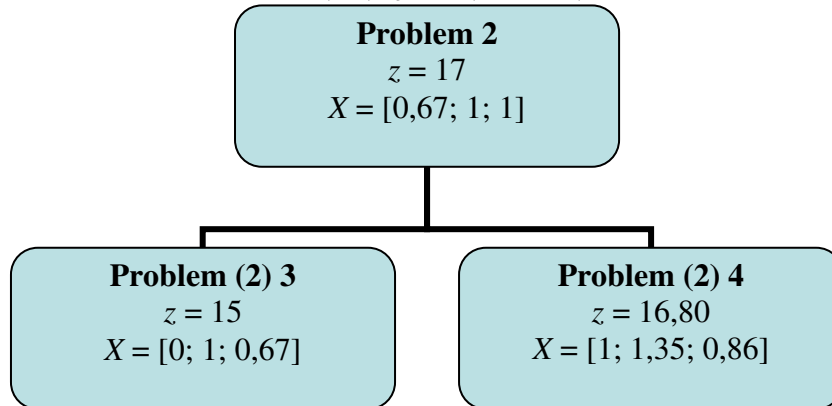 Problem 2
z = 17
X = [0,67; 1; 1]
Problem (2) 3
z = 15
X = [0; 1; 0,67]
Problem (2) 4
z = 16,80
X = [1; 1,35; 0,86]